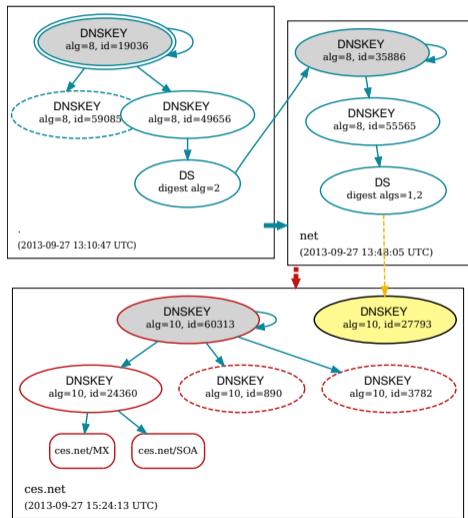 DNSKEY
alg=8, id=19036
DNSKEY
alg=8, id=59085
DNSKEY
alg=8, id=49656
DS
digest alg=2
.
(2013-09-27 13:10:47 UTC)
DNSKEY
alg=8, id=35886
DNSKEY
alg=8, id=55565
DS
digest algs=1,2
net
(2013-09-27 13:48:05 UTC)
DNSKEY
alg=10, id=60313
DNSKEY
alg=10, id=27793
DNSKEY
alg=10, id=24360
DNSKEY
alg=10, id=890
DNSKEY
alg=10, id=3782
ces.net/MX
ces.net/SOA
ces.net
(2013-09-27 15:24:13 UTC)